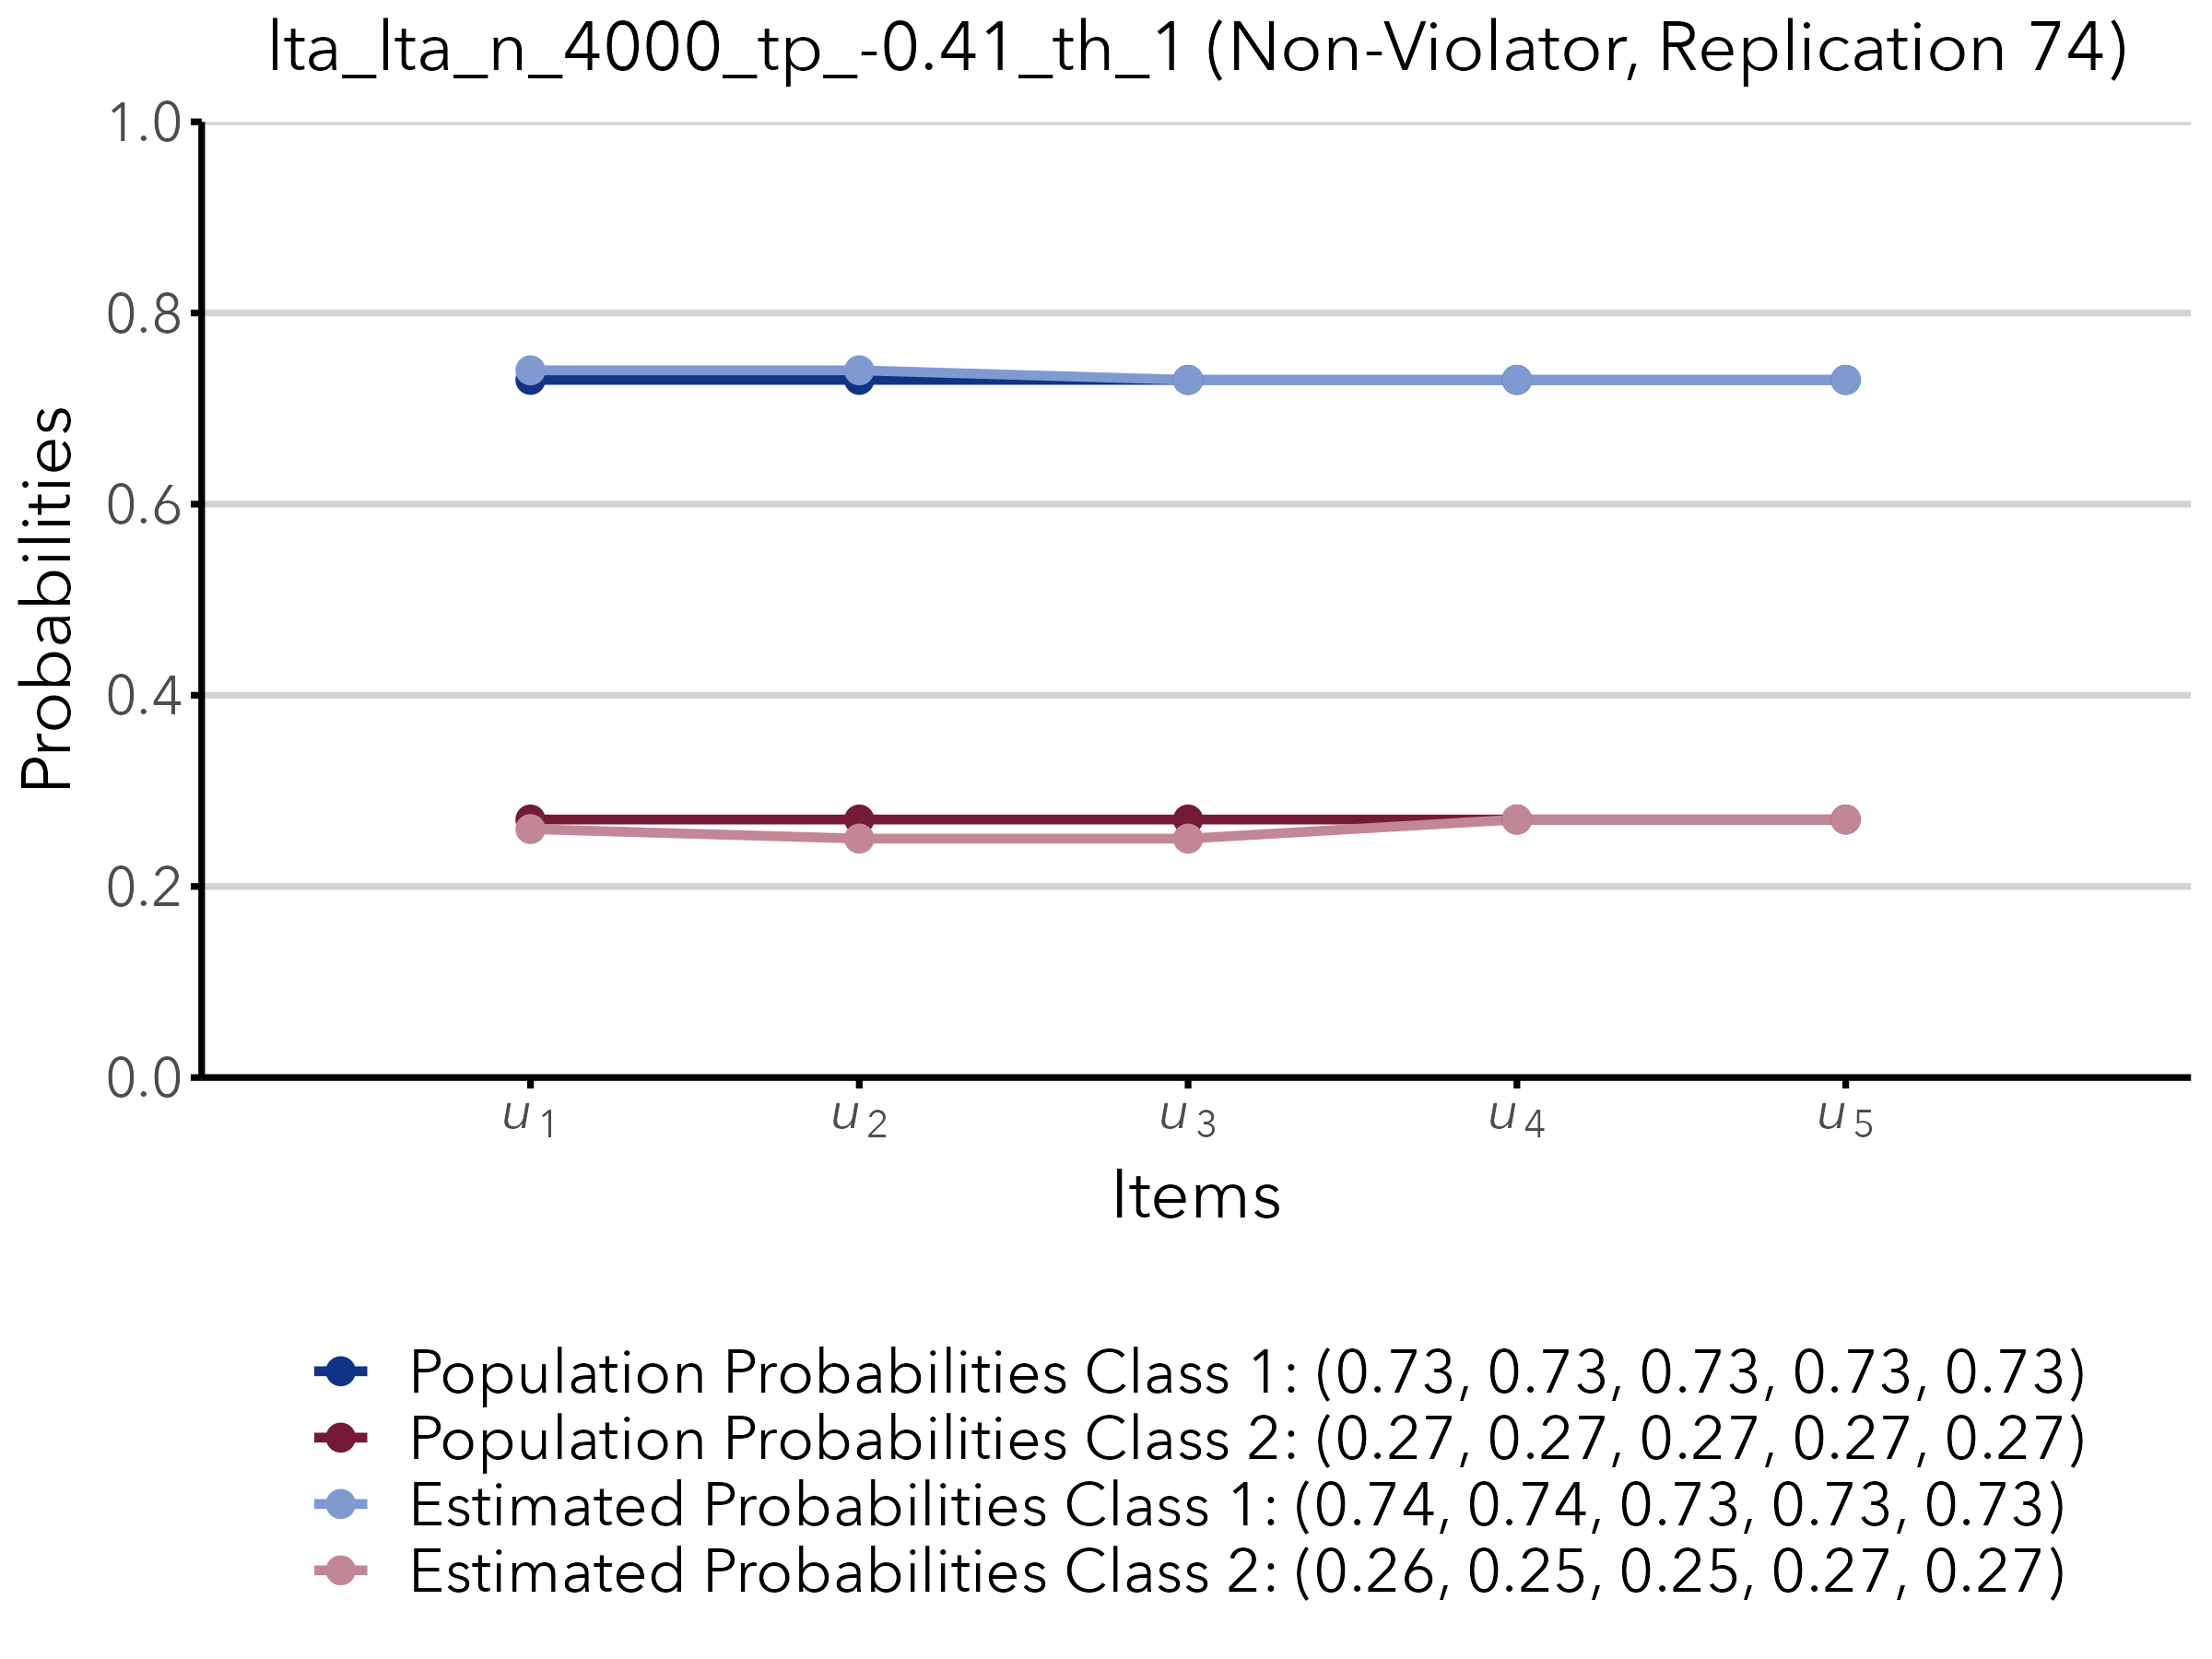 lta_lta_n_4000_tp_-0.41_th_1 (Non-Violator, Replication 74)
1.0
0.8
0.6
0.4
0.2
0.0
Probabilities
u1 u2 u3 u4 u5
Items
Population Probabilities Class 1: (0.73, 0.73, 0.73, 0.73, 0.73)
Population Probabilities Class 2: (0.27, 0.27, 0.27, 0.27, 0.27)
Estimated Probabilities Class 1: (0.74, 0.74, 0.73, 0.73, 0.73)
Estimated Probabilities Class 2: (0.26, 0.25, 0.25, 0.27, 0.27)